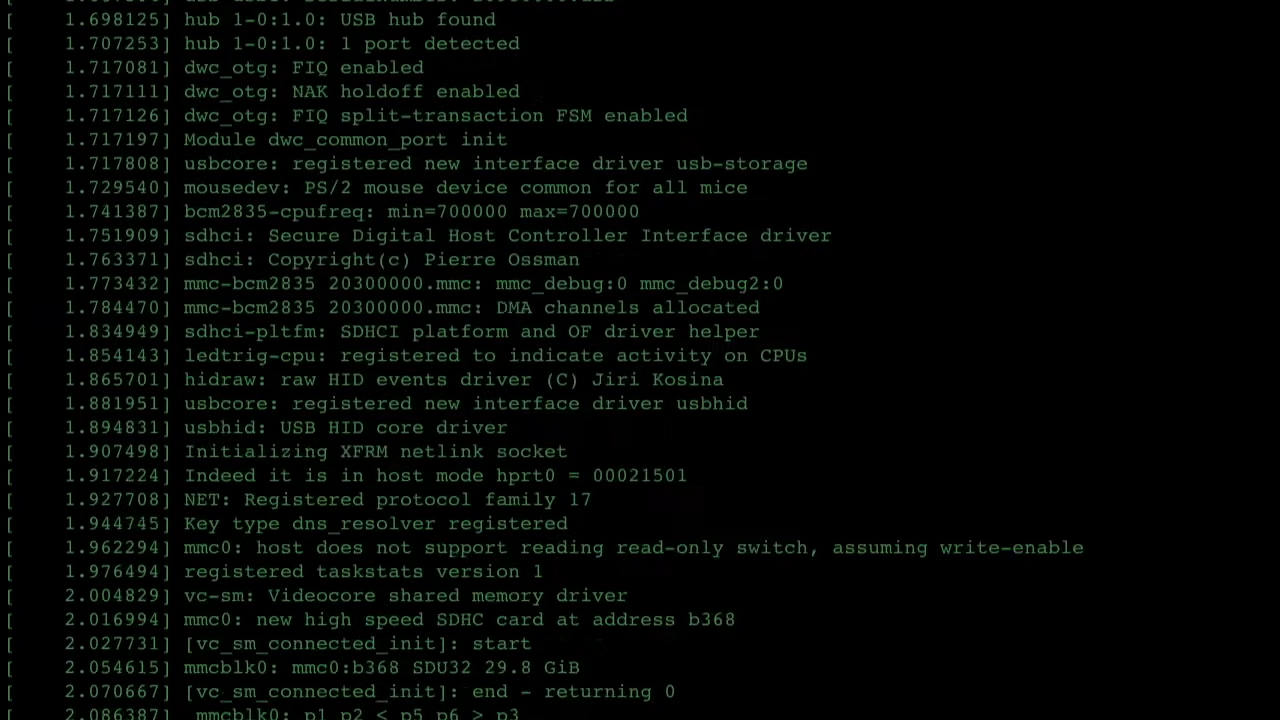 [    1.698125] hub 1-0:1.0: USB hub found
[    1.707253] hub 1-0:1.0: 1 port detected
[    1.717081] dwc_otg: FIQ enabled
[    1.717111] dwc_otg: NAK holdoff enabled
[    1.717126] dwc_otg: FIQ split-transaction FSM enabled
[    1.717197] Module dwc_common_port init
[    1.717808] usbcore: registered new interface driver usb-storage
[    1.729540] mousedev: PS/2 mouse device common for all mice
[    1.741387] bcm2835-cpufreq: min=700000 max=700000
[    1.751909] sdhci: Secure Digital Host Controller Interface driver
[    1.763371] sdhci: Copyright(c) Pierre Ossman
[    1.773432] mmc-bcm2835 20300000.mmc: mmc_debug:0 mmc_debug2:0
[    1.784470] mmc-bcm2835 20300000.mmc: DMA channels allocated
[    1.834949] sdhci-pltfm: SDHCI platform and OF driver helper
[    1.854143] ledtrig-cpu: registered to indicate activity on CPUs
[    1.865701] hidraw: raw HID events driver (C) Jiri Kosina
[    1.881951] usbcore: registered new interface driver usbhid
[    1.894831] usbhid: USB HID core driver
[    1.907498] Initializing XFRM netlink socket
[    1.917224] Indeed it is in host mode hprt0 = 00021501
[    1.927708] NET: Registered protocol family 17
[    1.944745] Key type dns_resolver registered
[    1.962294] mmc0: host does not support reading read-only switch, assuming write-enable
[    1.976494] registered taskstats version 1
[    2.004829] vc-sm: Videocore shared memory driver
[    2.016994] mmc0: new high speed SDHC card at address b368
[    2.027731] [vc_sm_connected_init]: start
[    2.054615] mmcblk0: mmc0:b368 SDU32 29.8 GiB
[    2.070667] [vc_sm_connected_init]: end - returning 0
[    2.086387]  mmcblk0: p1 p2 < p5 p6 > p3